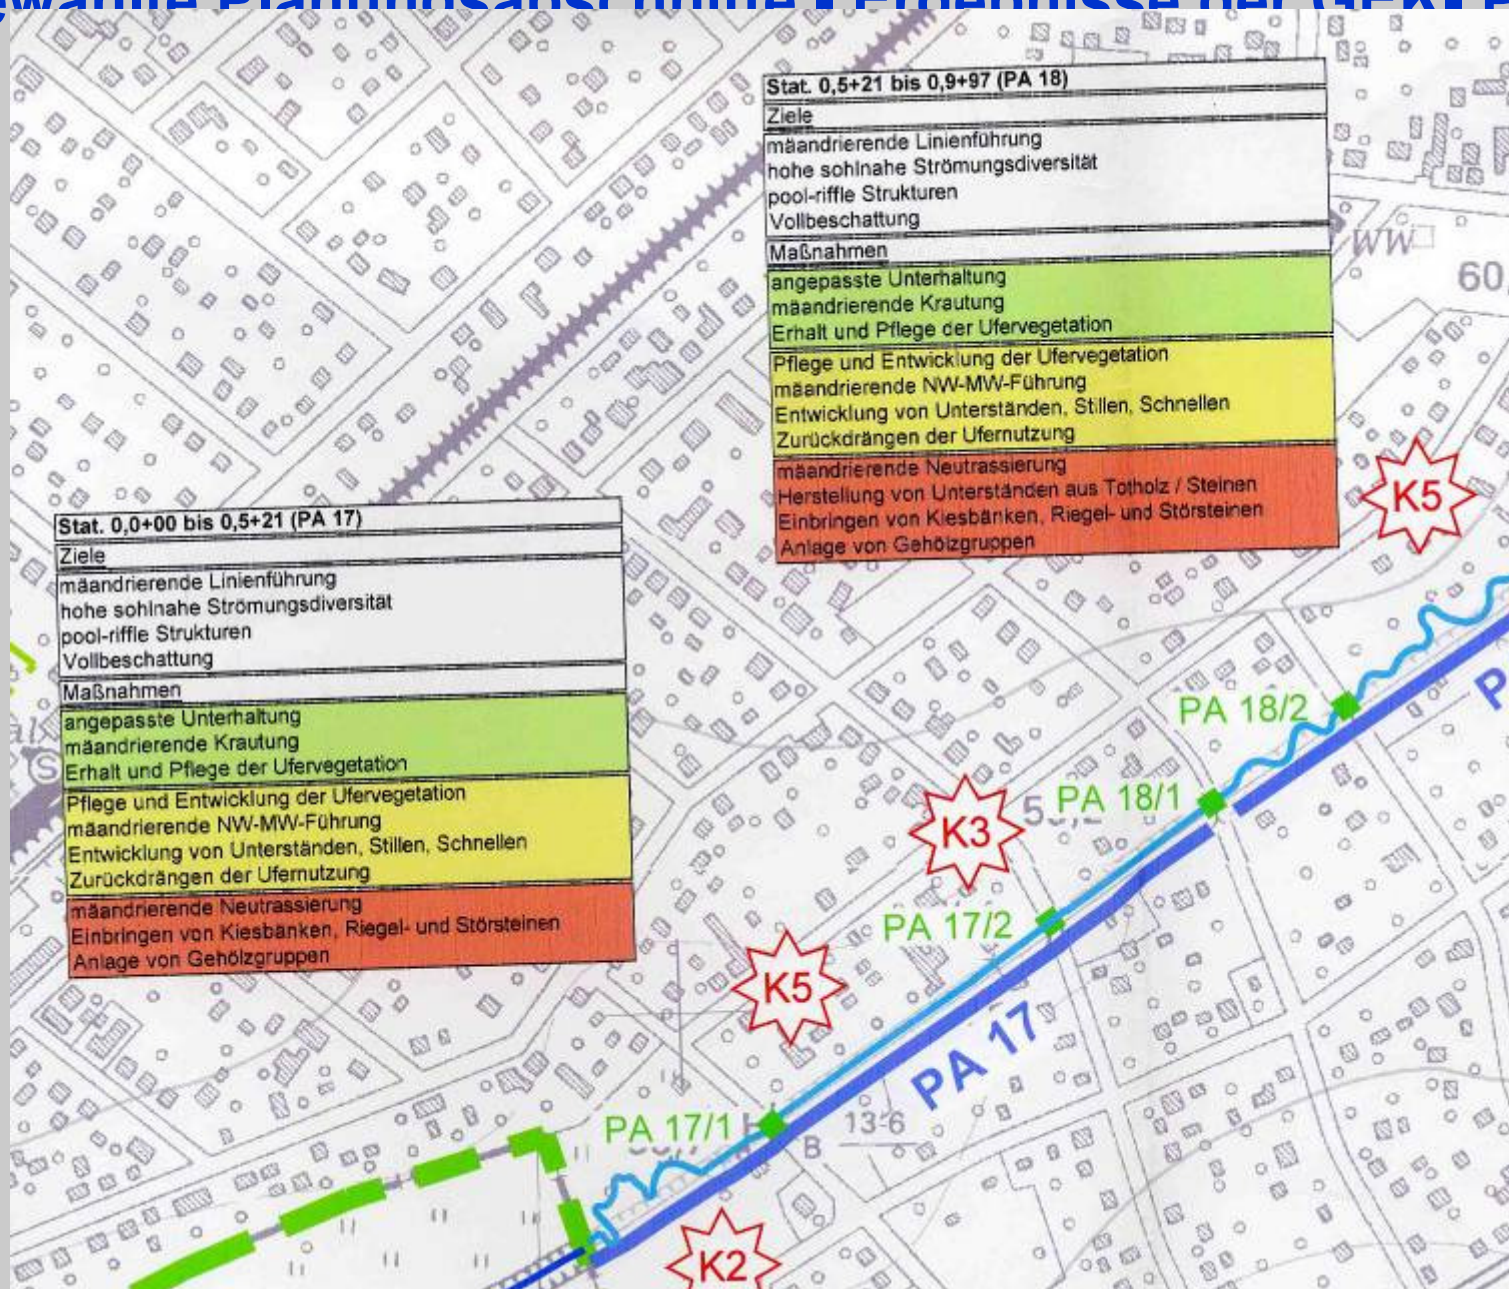 Stat. 0,5+21 bis 0,9+97 (PA 18)
Ziele
mäandrierende Linienführung
hohe sohlnahe Strömungsdiversität
pool-riffle Strukturen
Vollbeschattung
Maßnahmen
angepasste Unterhaltung
mäandrierende Krautung
Erhalt und Pflege der Ufervegetation
Pflege und Entwicklung der Ufervegetation
mäandrierende NW-MW-Führung
Entwicklung von Unterständen, Stillen, Schnellen
Zurückdrängen der Ufernutzung
mäandrierende Neutrassierung
Herstellung von Unterständen aus Totholz / Steinen
Einbringen von Kiesbänken, Riegel- und Störsteinen
Anlage von Gehölzgruppen
WW
60
K5
Stat. 0,0+00 bis 0,5+21 (PA 17)
Ziele
mäandrierende Linienführung
hohe sohlnahe Strömungsdiversität
pool-riffle Strukturen
Vollbeschattung
Maßnahmen
angepasste Unterhaltung
mäandrierende Krautung
Erhalt und Pflege der Ufervegetation
Pflege und Entwicklung der Ufervegetation
mäandrierende NW-MW-Führung
Entwicklung von Unterständen, Stillen, Schnellen
Zurückdrängen der Ufernutzung
mäandrierende Neutrassierung
Einbringen von Kiesbänken, Riegel- und Störsteinen
Anlage von Gehölzgruppen
S
PA 18/2
P
PA 18/1
K3
PA 17/2
K5
PA 17
PA 17/1
13-6
B
K2